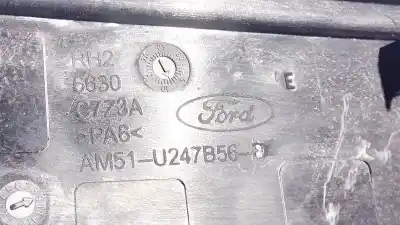 RH2
6630
C773A
>PA6<
E
Ford
AM51-U247B56-